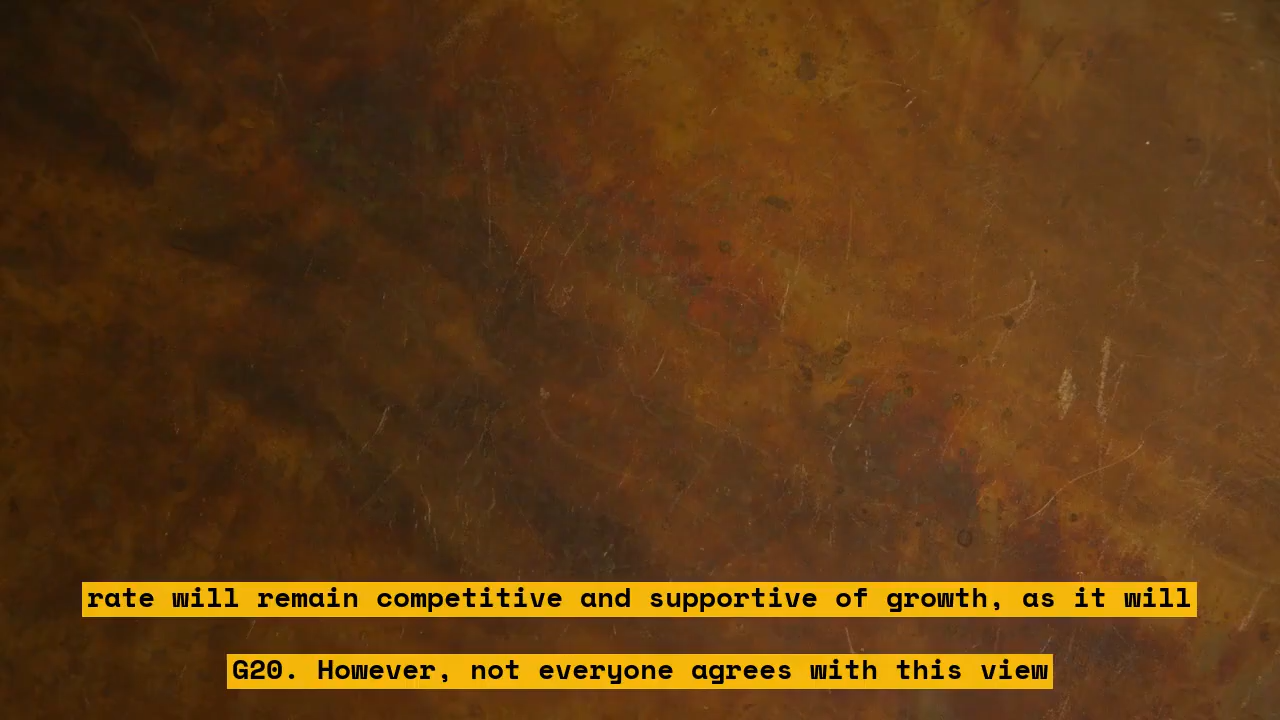 rate will remain competitive and supportive of growth, as it will
G20. However, not everyone agrees with this view